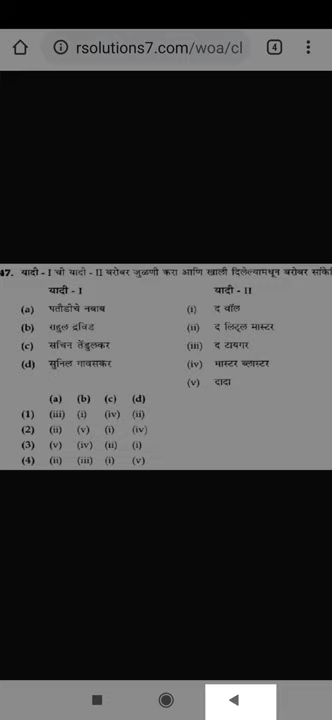 rsolutions7.com/woa/cl
4
47. यादी - I ची यादी - II बरोबर जुळणी करा आणि खाली दिलेल्यामधून बरोबर सांके
यादी - I यादी - II
(a) पतौडीचे नबाब (i) द वॉल
(b) राहुल द्रविड (ii) द लिट्ल मास्टर
(c) सचिन तेंडुलकर (iii) द टायगर
(d) सुनिल गावसकर (iv) मास्टर ब्लास्टर
(v) दादा
(a) (b) (c) (d)
(1) (iii) (i) (iv) (ii)
(2) (ii) (v) (i) (iv)
(3) (v) (iv) (ii) (i)
(4) (ii) (iii) (i) (v)